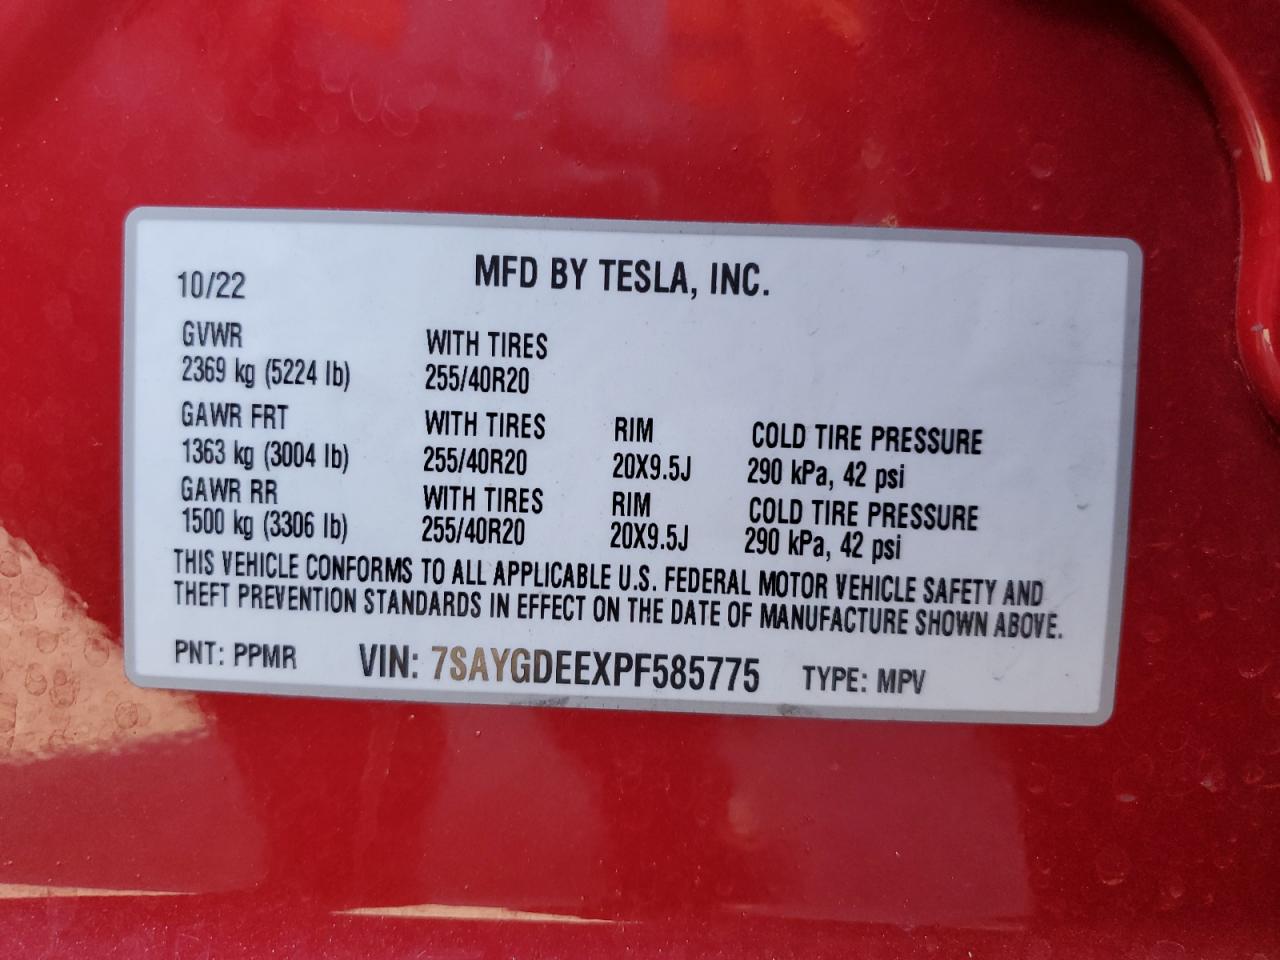 MFD BY TESLA, INC.
10/22
GVWR WITH TIRES
2369 kg (5224 lb) 255/40R20
GAWR FRT WITH TIRES RIM COLD TIRE PRESSURE
1363 kg (3004 lb) 255/40R20 20X9.5J 290 kPa, 42 psi
GAWR RR WITH TIRES RIM COLD TIRE PRESSURE
1500 kg (3306 lb) 255/40R20 20X9.5J 290 kPa, 42 psi
THIS VEHICLE CONFORMS TO ALL APPLICABLE U.S. FEDERAL MOTOR VEHICLE SAFETY AND
THEFT PREVENTION STANDARDS IN EFFECT ON THE DATE OF MANUFACTURE SHOWN ABOVE.
PNT: PPMR VIN: 7SAYGDEEXPF585775 TYPE: MPV